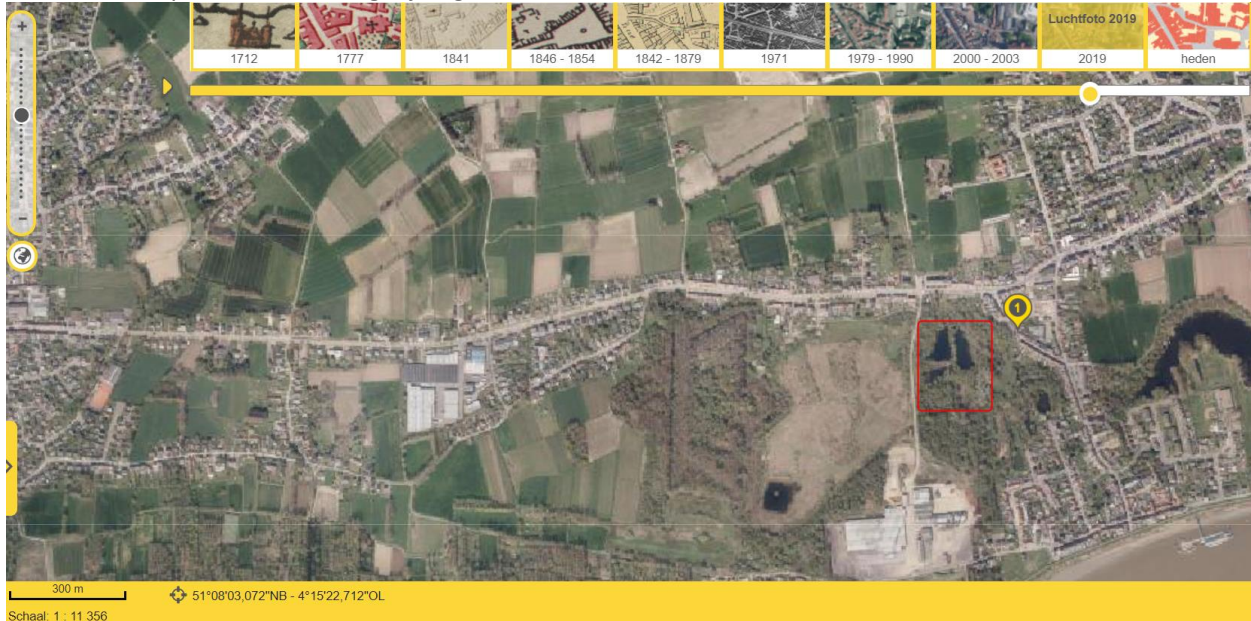 Luchtfoto 2019
1712
1777
1841
1846 - 1854
1842 - 1879
1971
1979 - 1990
2000 - 2003
2019
heden
+
−
1
300 m
51°08'03,072"NB - 4°15'22,712"OL
Schaal: 1 : 11 356